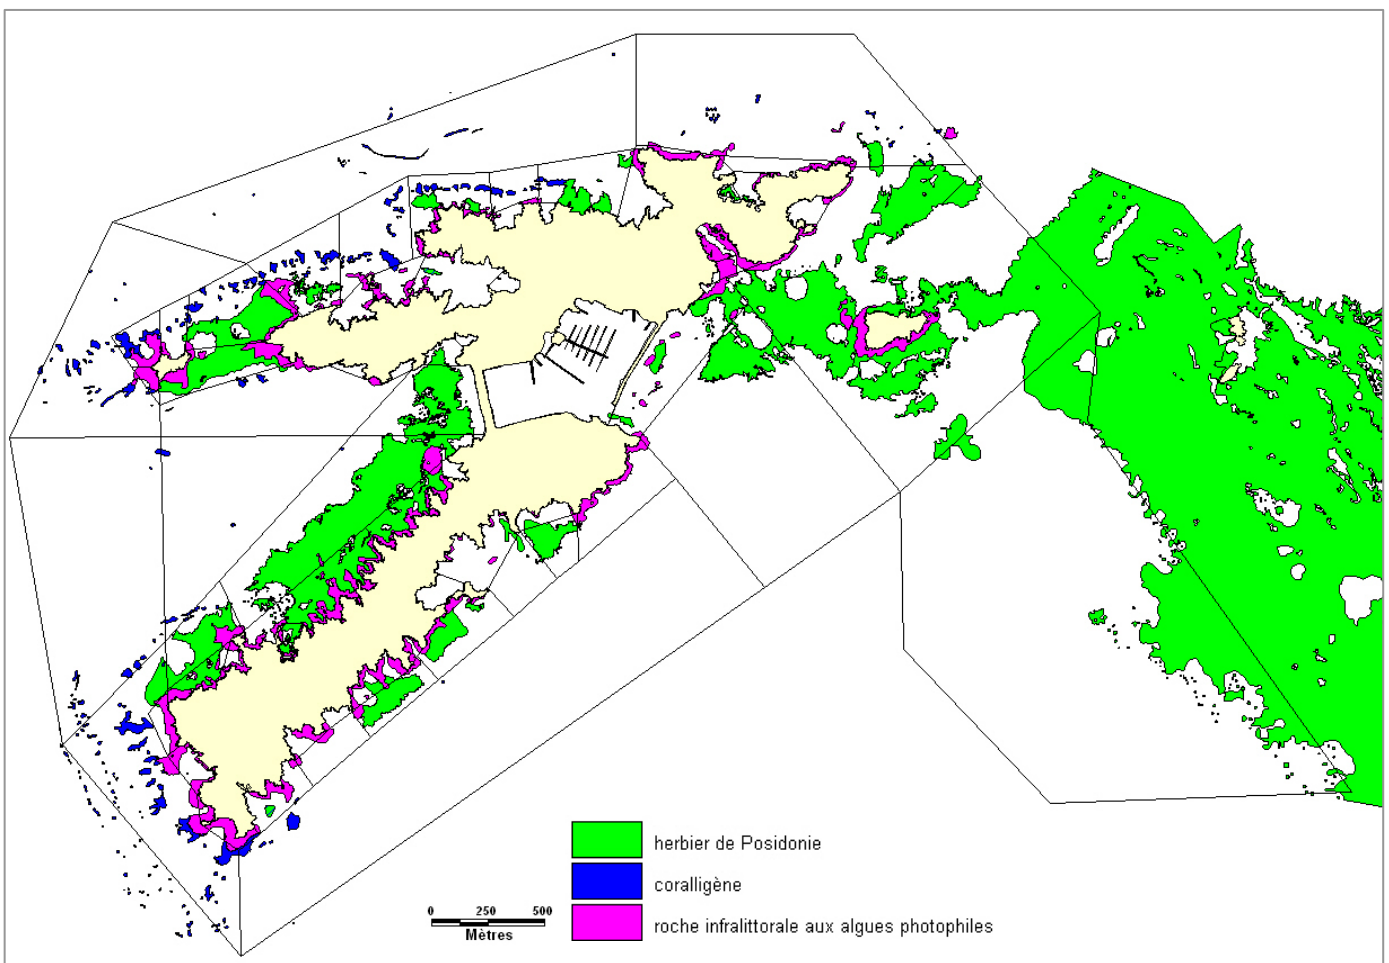 herbier de Posidonie
coralligène
roche infralittorale aux algues photophiles
0 250 500
Mètres